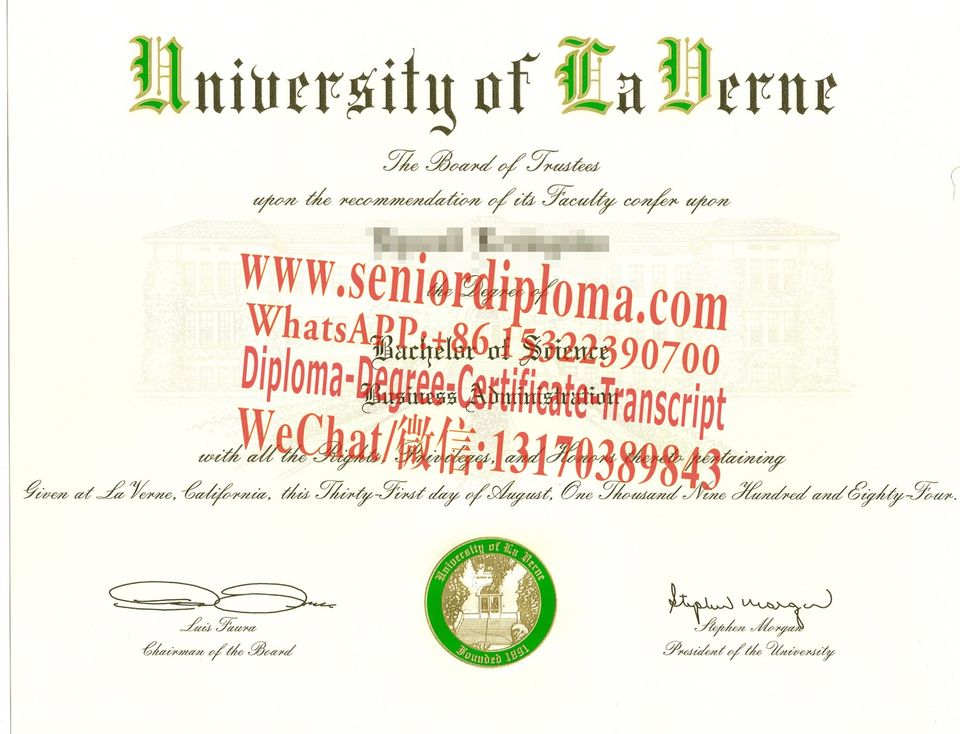 University of La Verne
The Board of Trustees
upon the recommendation of its Faculty confer upon
www.seniordiploma.com
the Degree of
WhatsAPP:+86 15322390700
Bachelor of Science
Diploma-Degree-Certificate-Transcript
Business Administration
WeChat/微信:13170389843
with all the Rights, Privileges, and Honors thereto pertaining
Given at La Verne, California, this Thirty-First day of August, One Thousand Nine Hundred and Eighty-Four.
University of La Verne
Founded 1891
Luis Faura
Chairman of the Board
Stephen Morgan
Stephen Morgan
President of the University